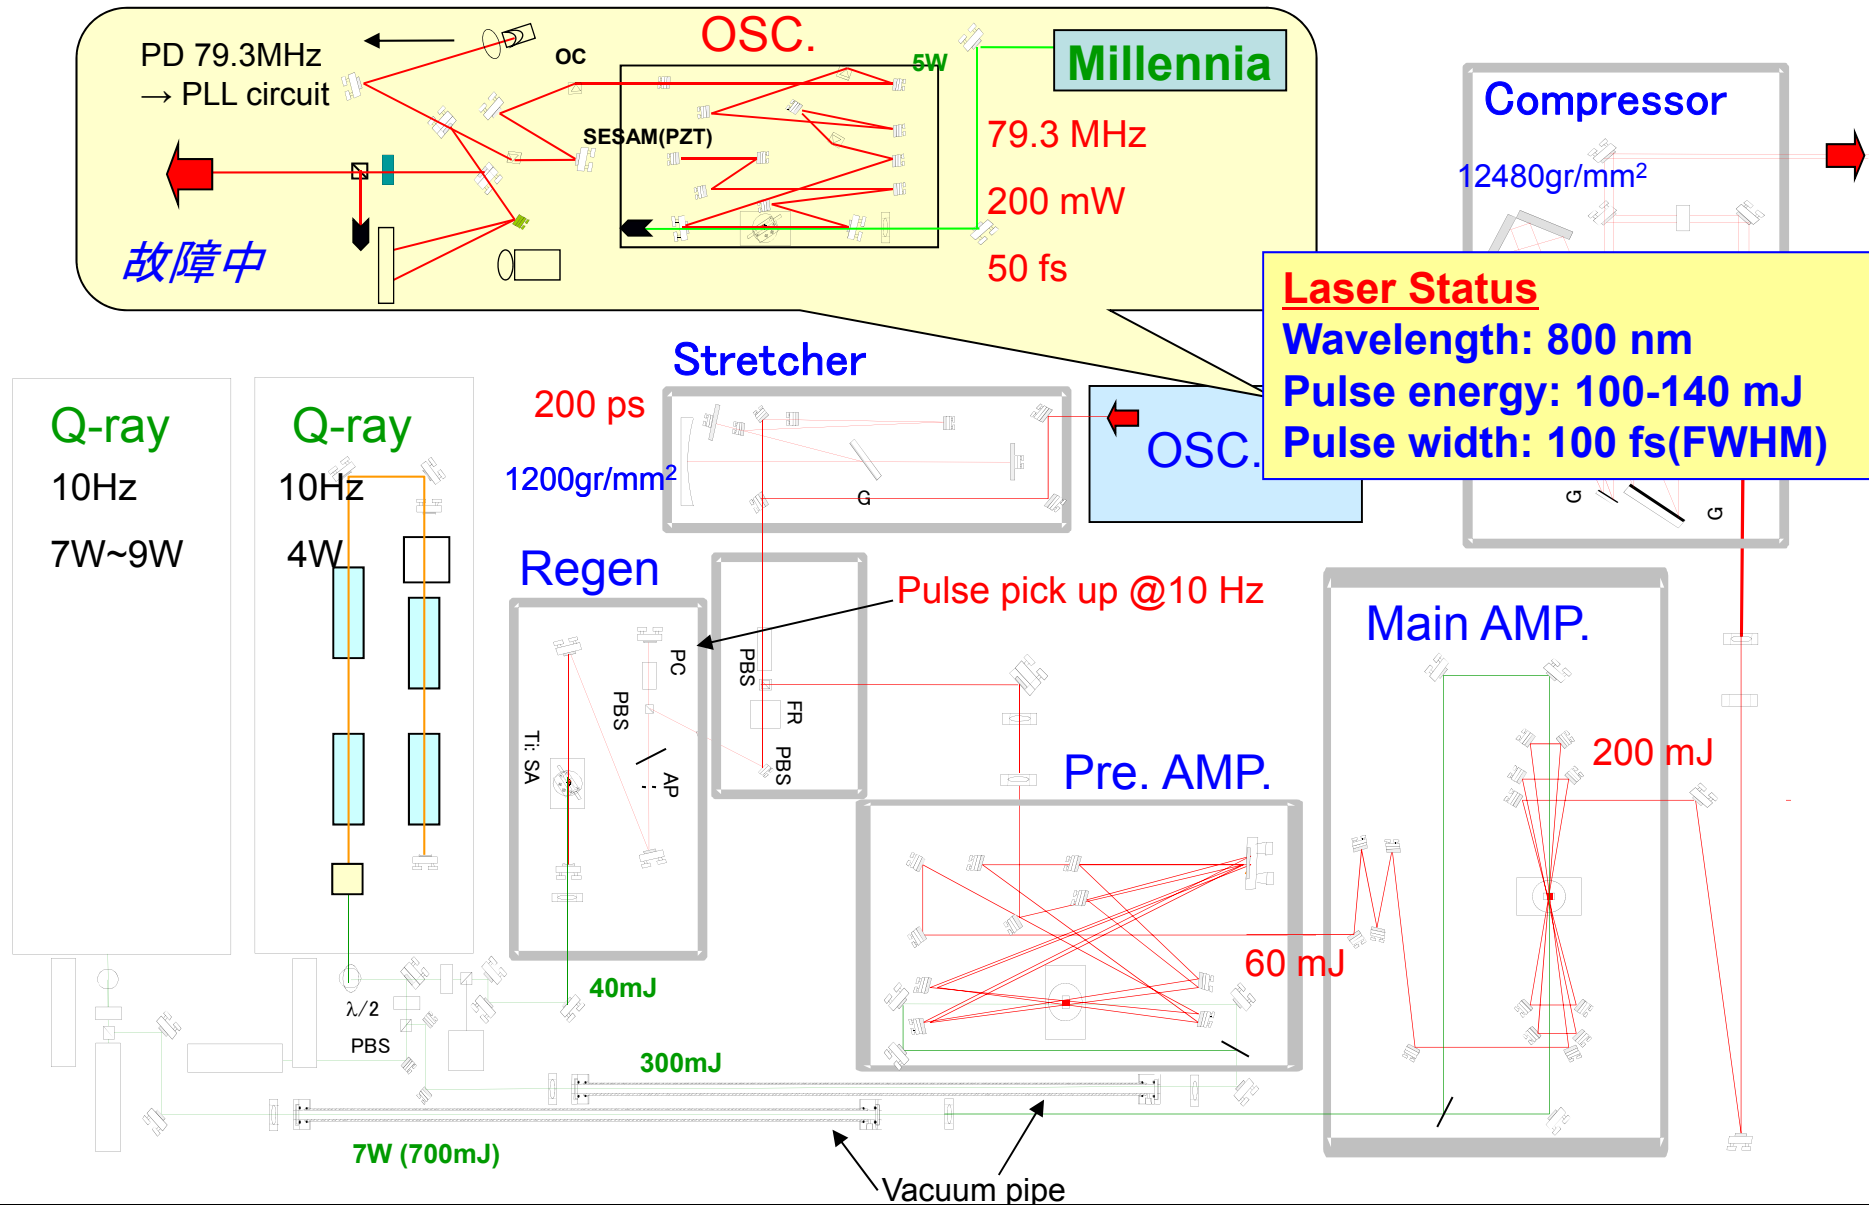 OSC.
PD 79.3MHz
→ PLL circuit
OC
5W
Millennia
SESAM(PZT)
79.3 MHz
200 mW
50 fs
故障中
Compressor
12480gr/mm2
Laser Status
Wavelength: 800 nm
Pulse energy: 100-140 mJ
Pulse width: 100 fs(FWHM)
Stretcher
200 ps
1200gr/mm2
G
OSC.
G
G
Q-ray
10Hz
7W~9W
Q-ray
10Hz
4W
Regen
Pulse pick up @10 Hz
PC
PBS
Ti: SA
AP
PBS
FR
PBS
Main AMP.
200 mJ
Pre. AMP.
60 mJ
40mJ
λ/2
PBS
300mJ
7W (700mJ)
Vacuum pipe